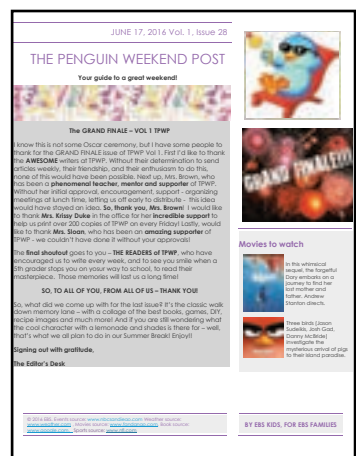 JUNE 17, 2016 Vol. 1, Issue 28
THE PENGUIN WEEKEND POST
Your guide to a great weekend!
The GRAND FINALE – VOL 1 TPWP
I know this is not some Oscar ceremony, but I have some people to
thank for the GRAND FINALE issue of TPWP Vol 1. First I'd like to thank
the AWESOME writers of TPWP. Without their determination to send
articles weekly, their friendship, and their enthusiasm to do this,
none of this would have been possible. Next up, Mrs. Brown, who
has been a phenomenal teacher, mentor and supporter of TPWP.
Without her initial approval, encouragement, support - organizing
meetings at lunch time, letting us off early to distribute - this idea
would have stayed an idea. So, thank you, Mrs. Brown! I would like
to thank Mrs. Krissy Duke in the office for her incredible support to
help us print over 200 copies of TPWP on every Friday! Lastly, would
like to thank Mrs. Sloan, who has been an amazing supporter of
TPWP - we couldn't have done it without your approvals!
The final shoutout goes to you – THE READERS of TPWP, who have
encouraged us to write every week, and to see you smile when a
5th grader stops you on your way to school, to read their
masterpiece. Those memories will last us a long time!
SO, TO ALL OF YOU, FROM ALL OF US – THANK YOU!
So, what did we come up with for the last issue? It's the classic walk
down memory lane – with a collage of the best books, games, DIY,
recipe images and much more! And if you are still wondering what
the cool character with a lemonade and shades is there for – well,
that's what we all plan to do in our Summer Break! Enjoy!!
Signing out with gratitude,
The Editor's Desk
Movies to watch
In this whimsical
sequel, the forgetful
Dory embarks on a
journey to find her
lost mother and
father. Andrew
Stanton directs.
Three birds (Jason
Sudeikis, Josh Gad,
Danny McBride)
investigate the
mysterious arrival of pigs
to their island paradise.
© 2016 EBS. Events source: Weather source:
Movies source: Book source:
Sports source:
BY EBS KIDS, FOR EBS FAMILIES